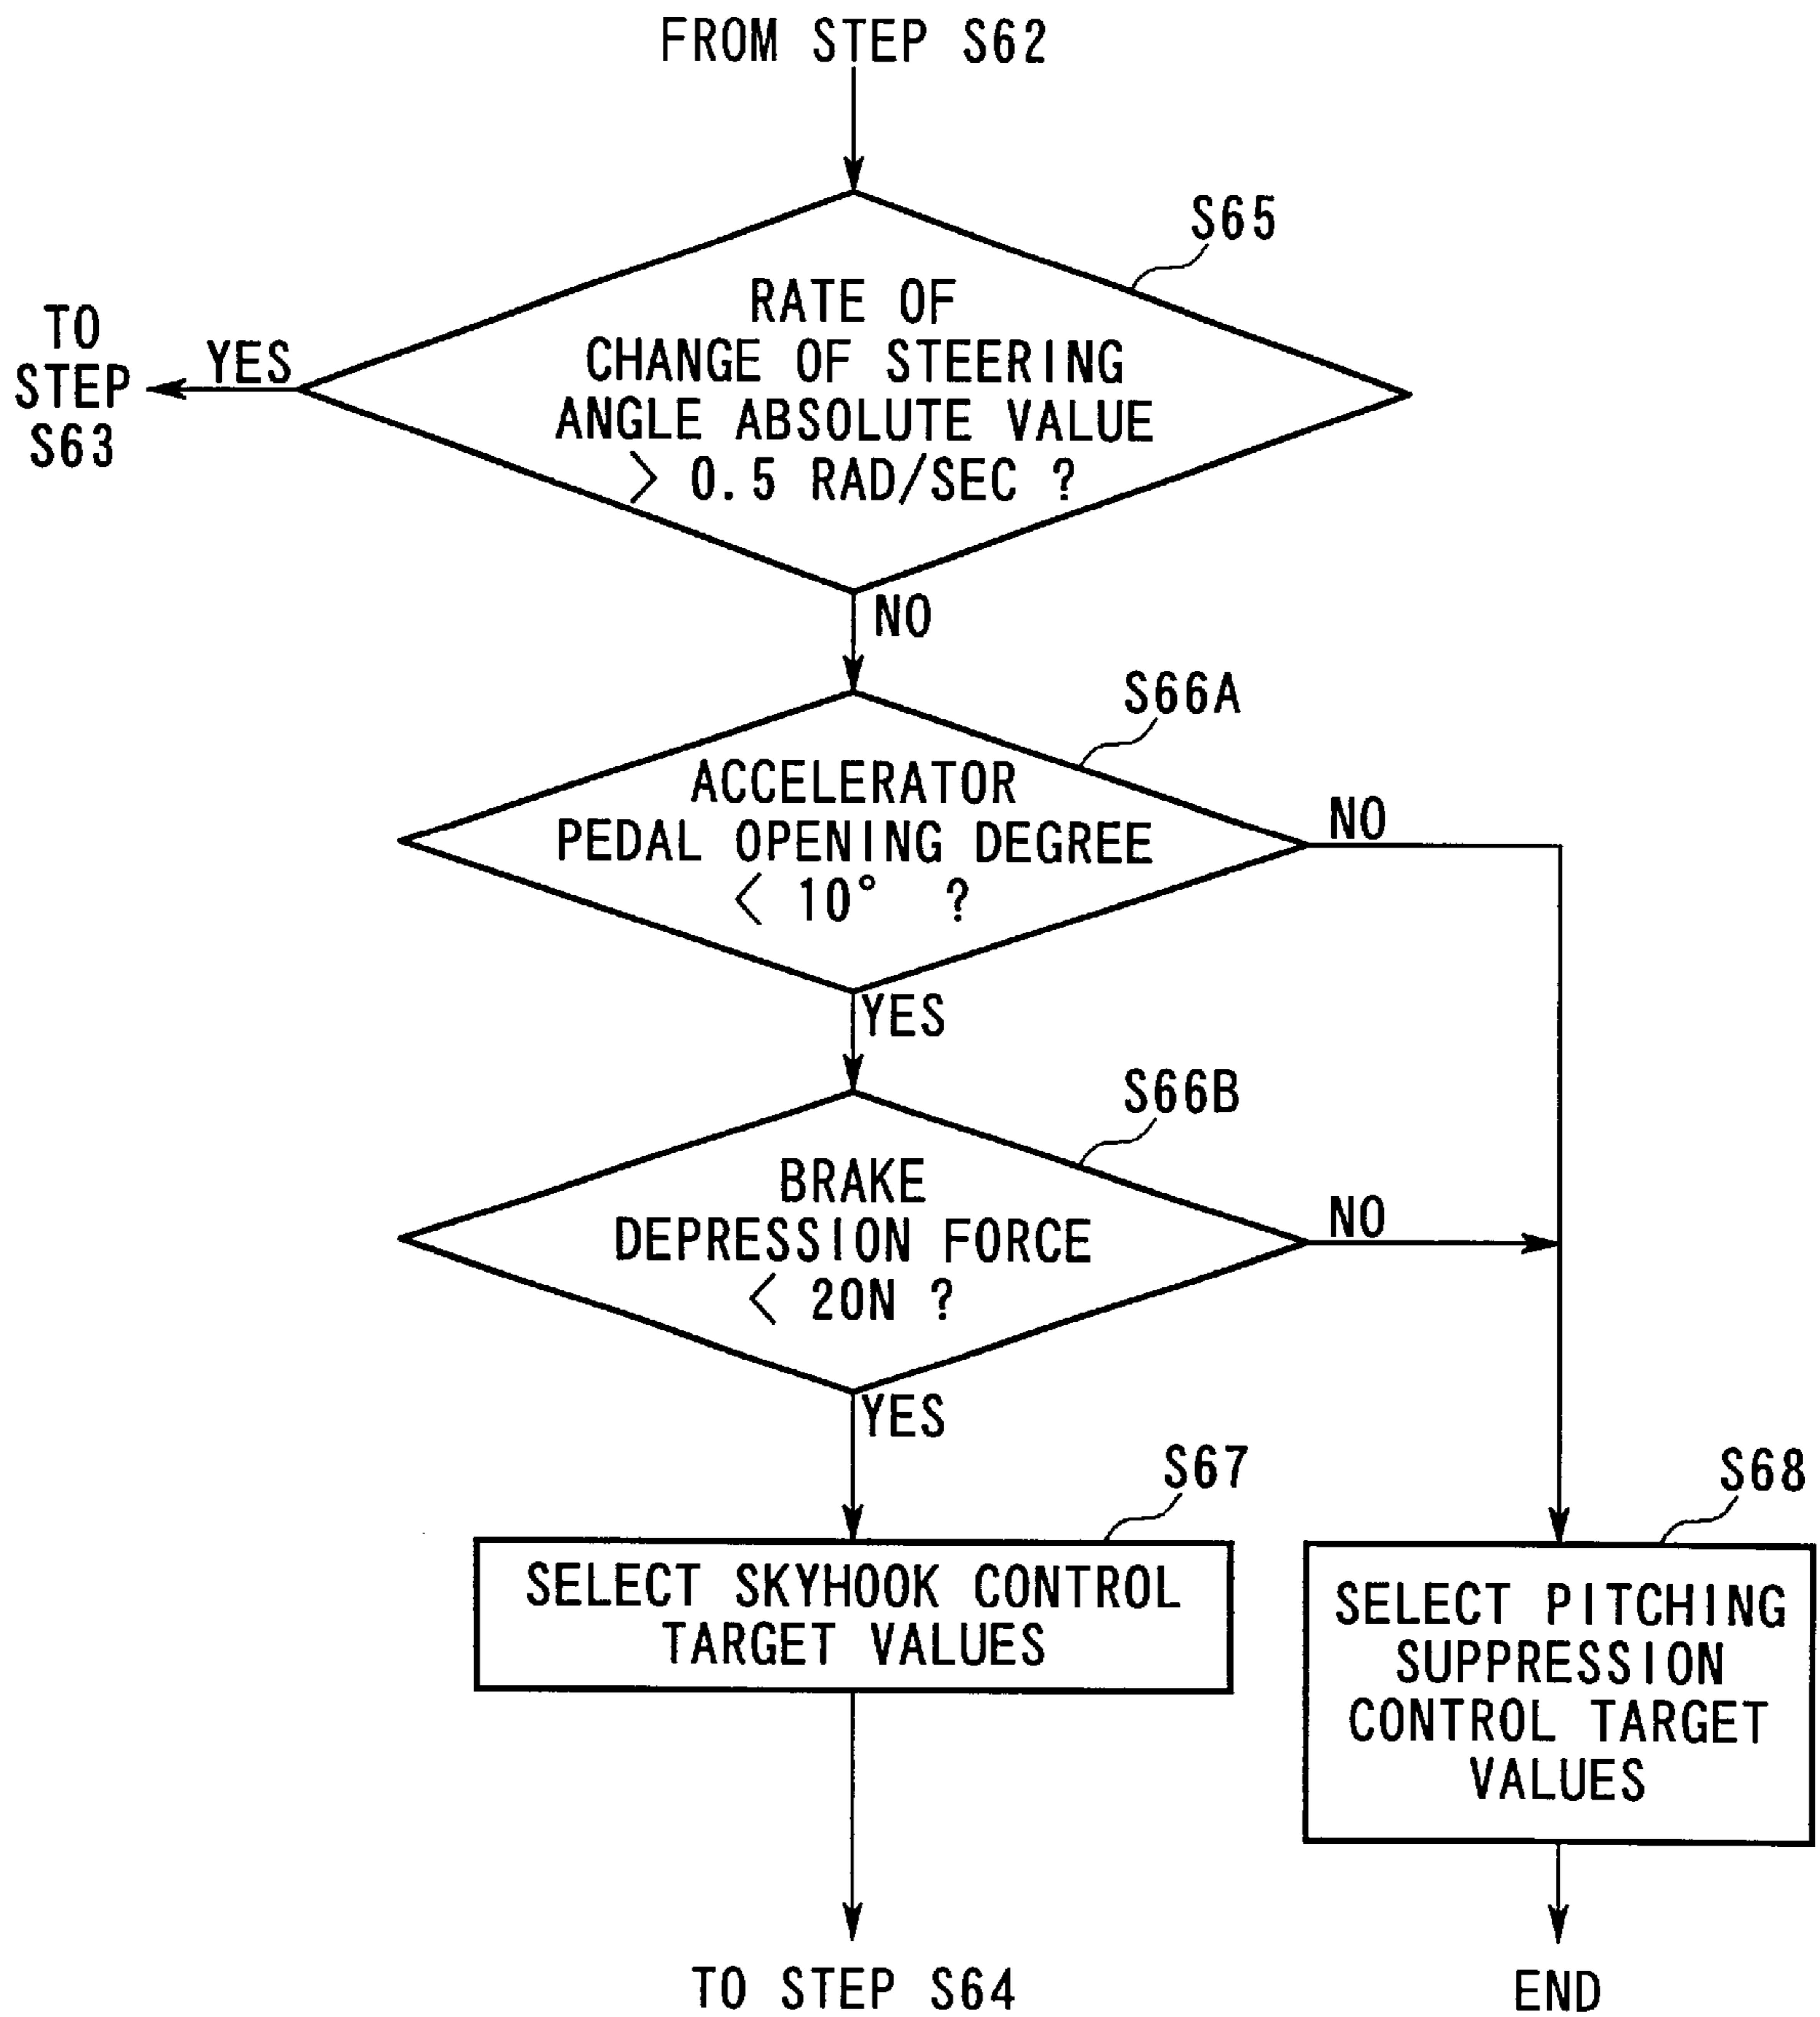 FROM STEP S62
S65
RATE OF
CHANGE OF STEERING
ANGLE ABSOLUTE VALUE
> 0.5 RAD/SEC ?
TO
STEP
S63
YES
NO
S66A
ACCELERATOR
PEDAL OPENING DEGREE
< 10° ?
NO
YES
S66B
BRAKE
DEPRESSION FORCE
< 20N ?
NO
YES
S67
SELECT SKYHOOK CONTROL
TARGET VALUES
S68
SELECT PITCHING
SUPPRESSION
CONTROL TARGET
VALUES
TO STEP S64
END